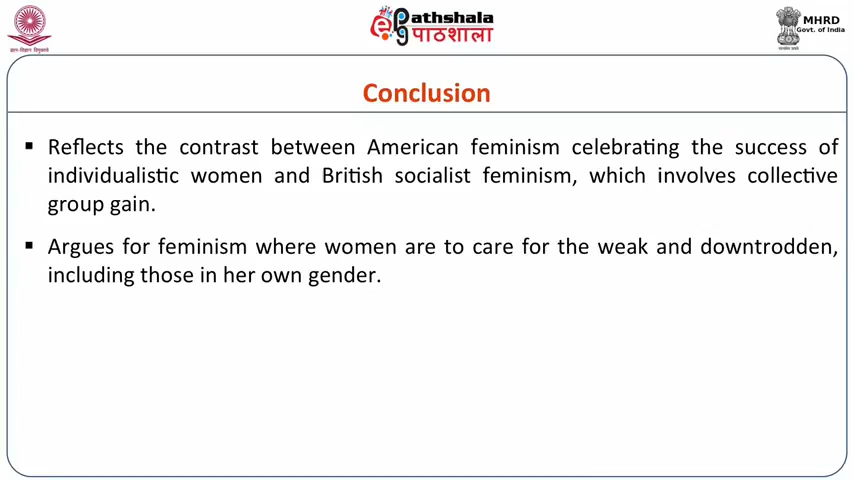 ज्ञान-विज्ञान विमुक्तये
ePathshala
पाठशाला
MHRD
Govt. of India
Conclusion
▪ Reflects the contrast between American feminism celebrating the success of
individualistic women and British socialist feminism, which involves collective
group gain.
▪ Argues for feminism where women are to care for the weak and downtrodden,
including those in her own gender.